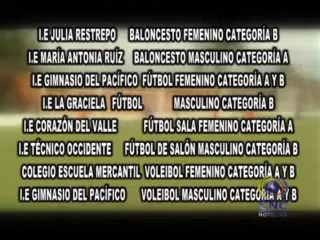 I.E JULIA RESTREPO BALONCESTO FEMENINO CATEGORÍA B
I.E MARÍA ANTONIA RUÍZ BALONCESTO MASCULINO CATEGORÍA A
I.E GIMNASIO DEL PACÍFICO FÚTBOL FEMENINO CATEGORÍA A Y B
I.E LA GRACIELA FÚTBOL MASCULINO CATEGORÍA B
I.E CORAZÓN DEL VALLE FÚTBOL SALA FEMENINO CATEGORÍA A
I.E TÉCNICO OCCIDENTE FÚTBOL DE SALÓN MASCULINO CATEGORÍA B
COLEGIO ESCUELA MERCANTIL VOLEIBOL FEMENINO CATEGORÍA A Y B
I.E GIMNASIO DEL PACÍFICO VOLEIBOL MASCULINO CATEGORÍA A Y B
CNC
NOTICIAS